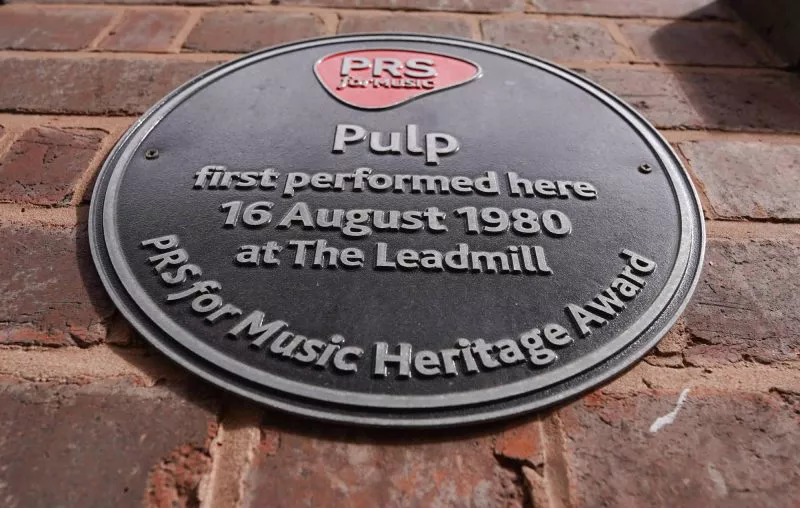 PRS
for Music
Pulp
first performed here
16 August 1980
at The Leadmill
PRS for Music Heritage Award